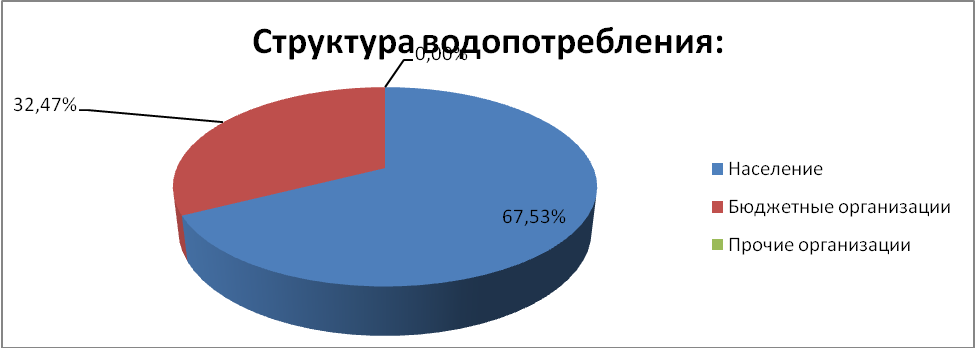 Структура водопотребления:
0,00%
32,47%
67,53%
Население
Бюджетные организации
Прочие организации